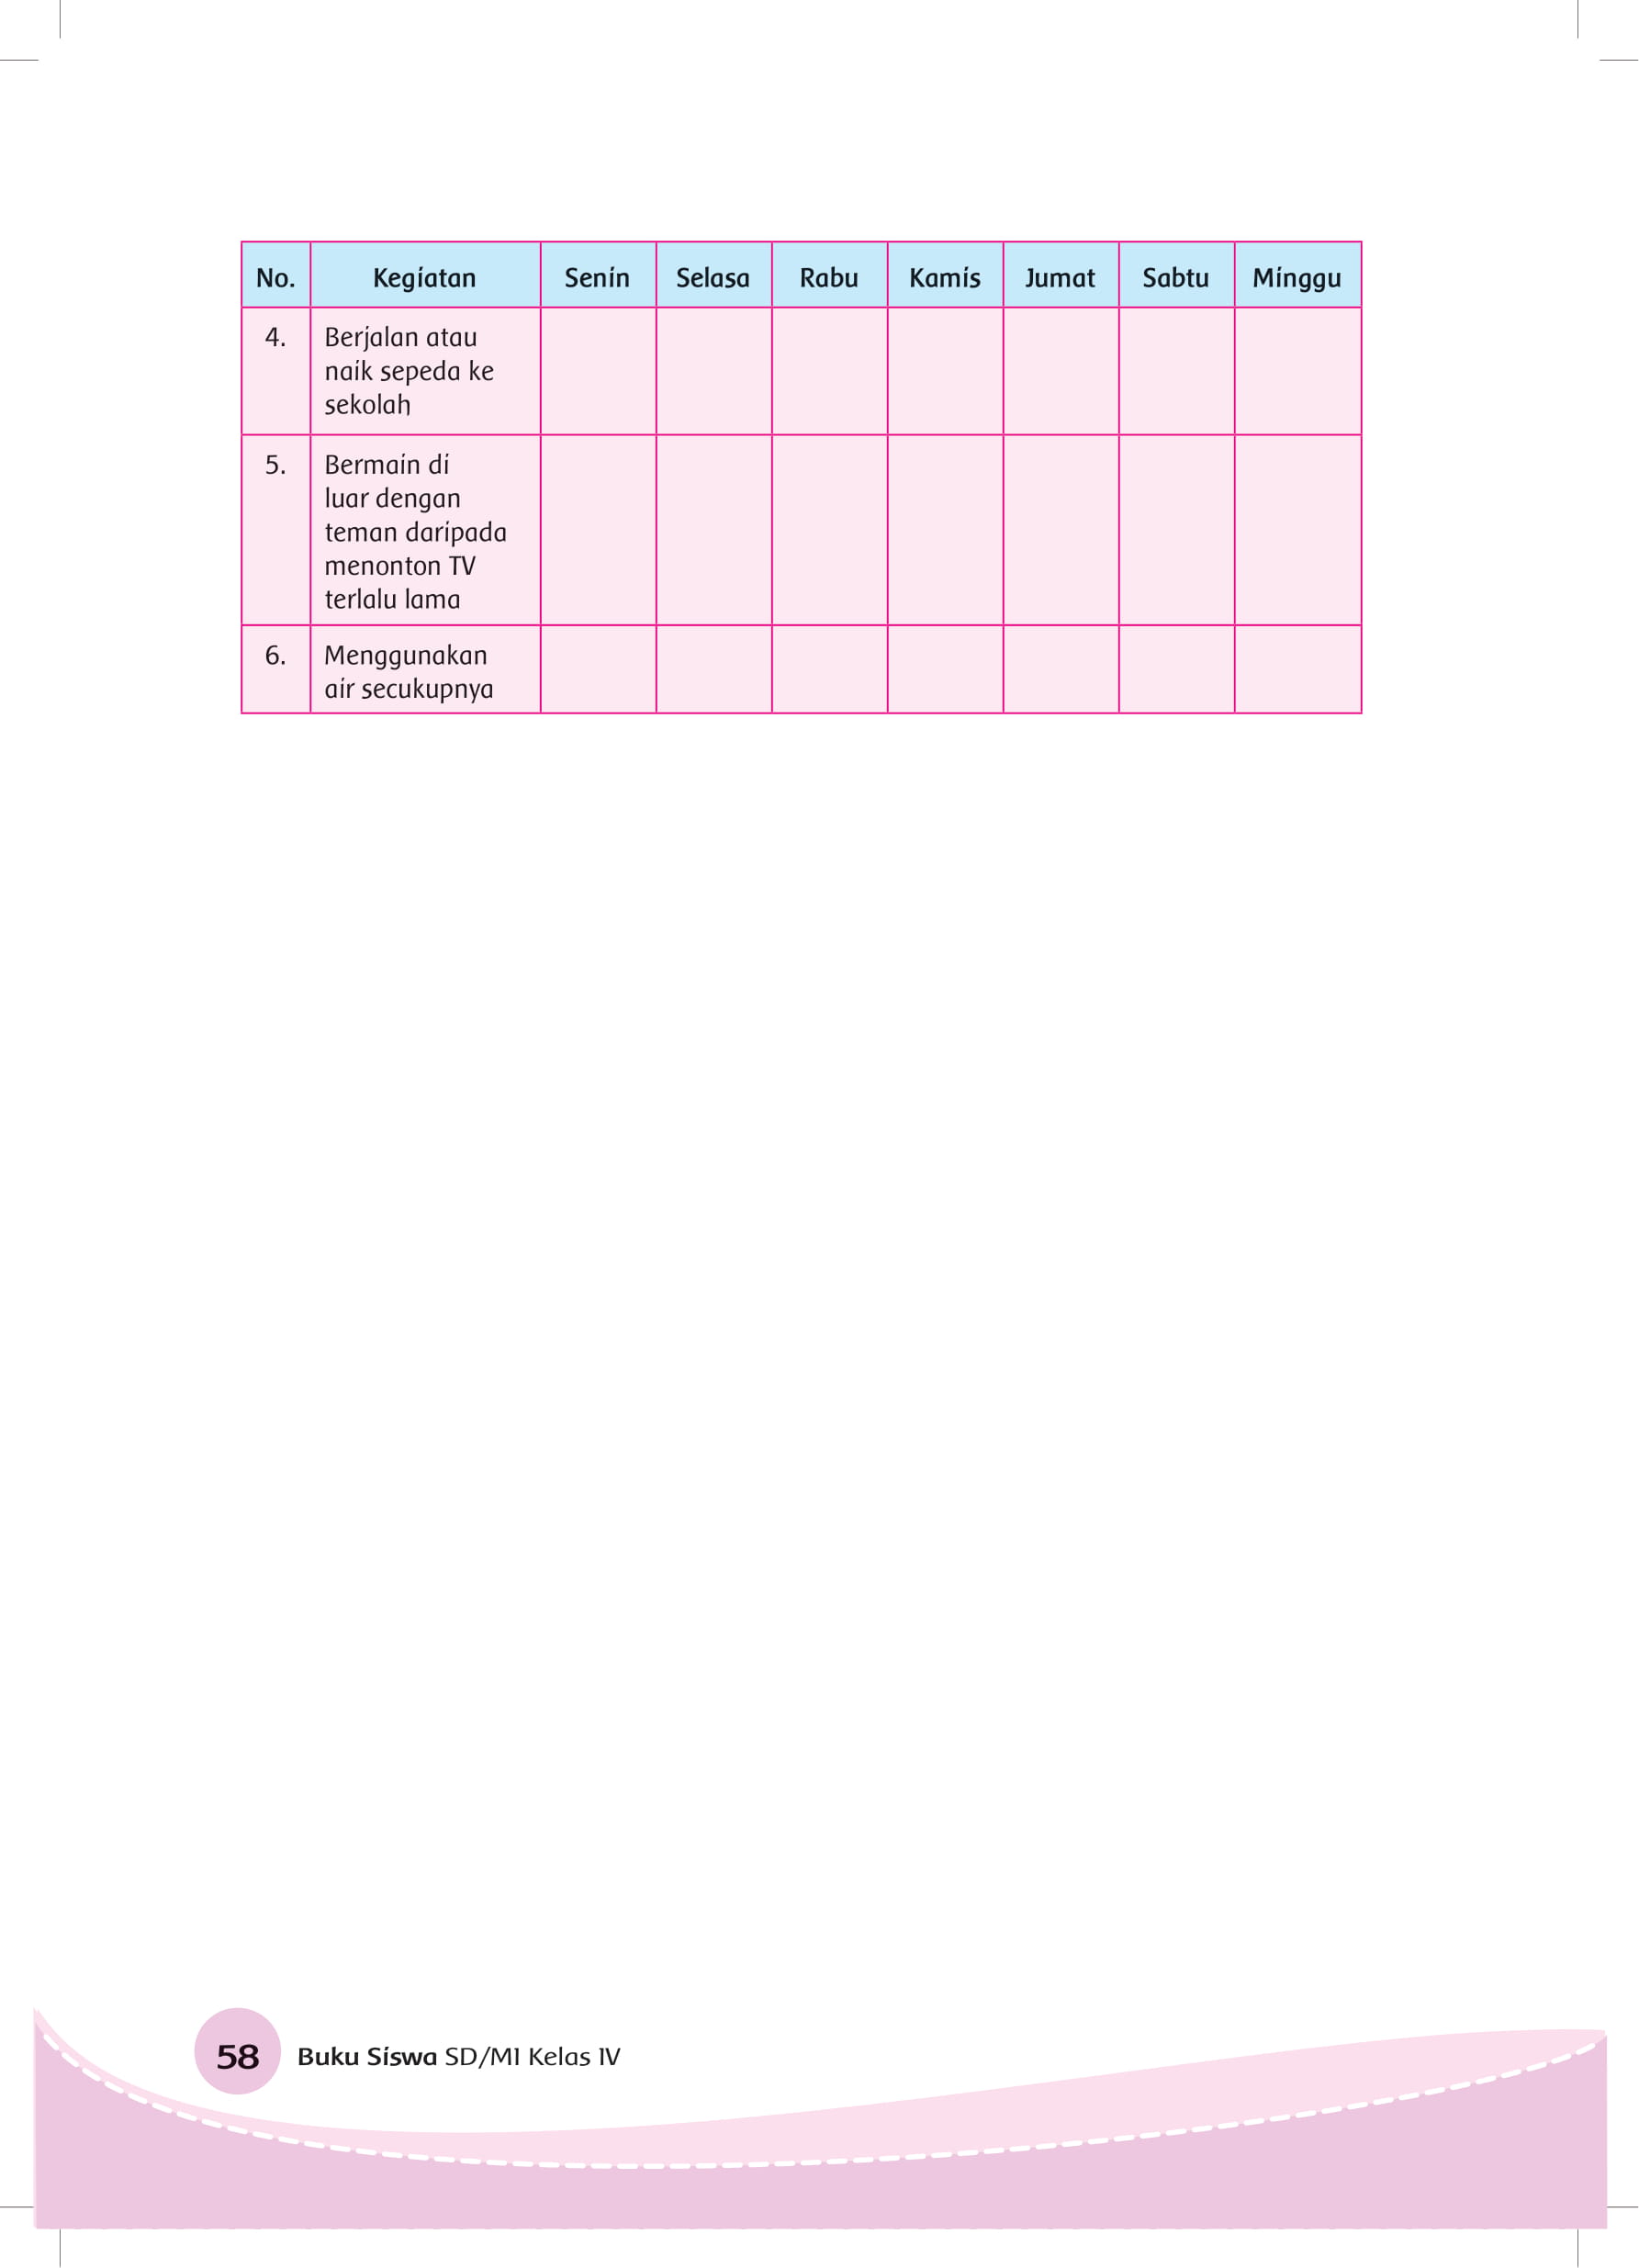 No. Kegiatan Senin Selasa Rabu Kamis Jumat Sabtu Minggu
4. Berjalan atau
naik sepeda ke
sekolah
5. Bermain di
luar dengan
teman daripada
menonton TV
terlalu lama
6. Menggunakan
air secukupnya
58 Buku Siswa SD/MI Kelas IV